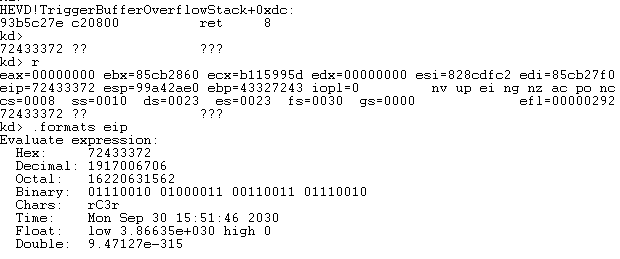 HEVD!TriggerBufferOverflowStack+0xdc:
93b5c27e c20800          ret     8
kd>
72433372 ??              ???
kd> r
eax=00000000 ebx=85cb2860 ecx=b115995d edx=00000000 esi=828cdfc2 edi=85cb27f0
eip=72433372 esp=99a42ae0 ebp=43327243 iopl=0         nv up ei ng nz ac po nc
cs=0008  ss=0010  ds=0023  es=0023  fs=0030  gs=0000             efl=00000292
72433372 ??              ???
kd> .formats eip
Evaluate expression:
  Hex:     72433372
  Decimal: 1917006706
  Octal:   16220631562
  Binary:  01110010 01000011 00110011 01110010
  Chars:   rC3r
  Time:    Mon Sep 30 15:51:46 2030
  Float:   low 3.86635e+030 high 0
  Double:  9.47127e-315